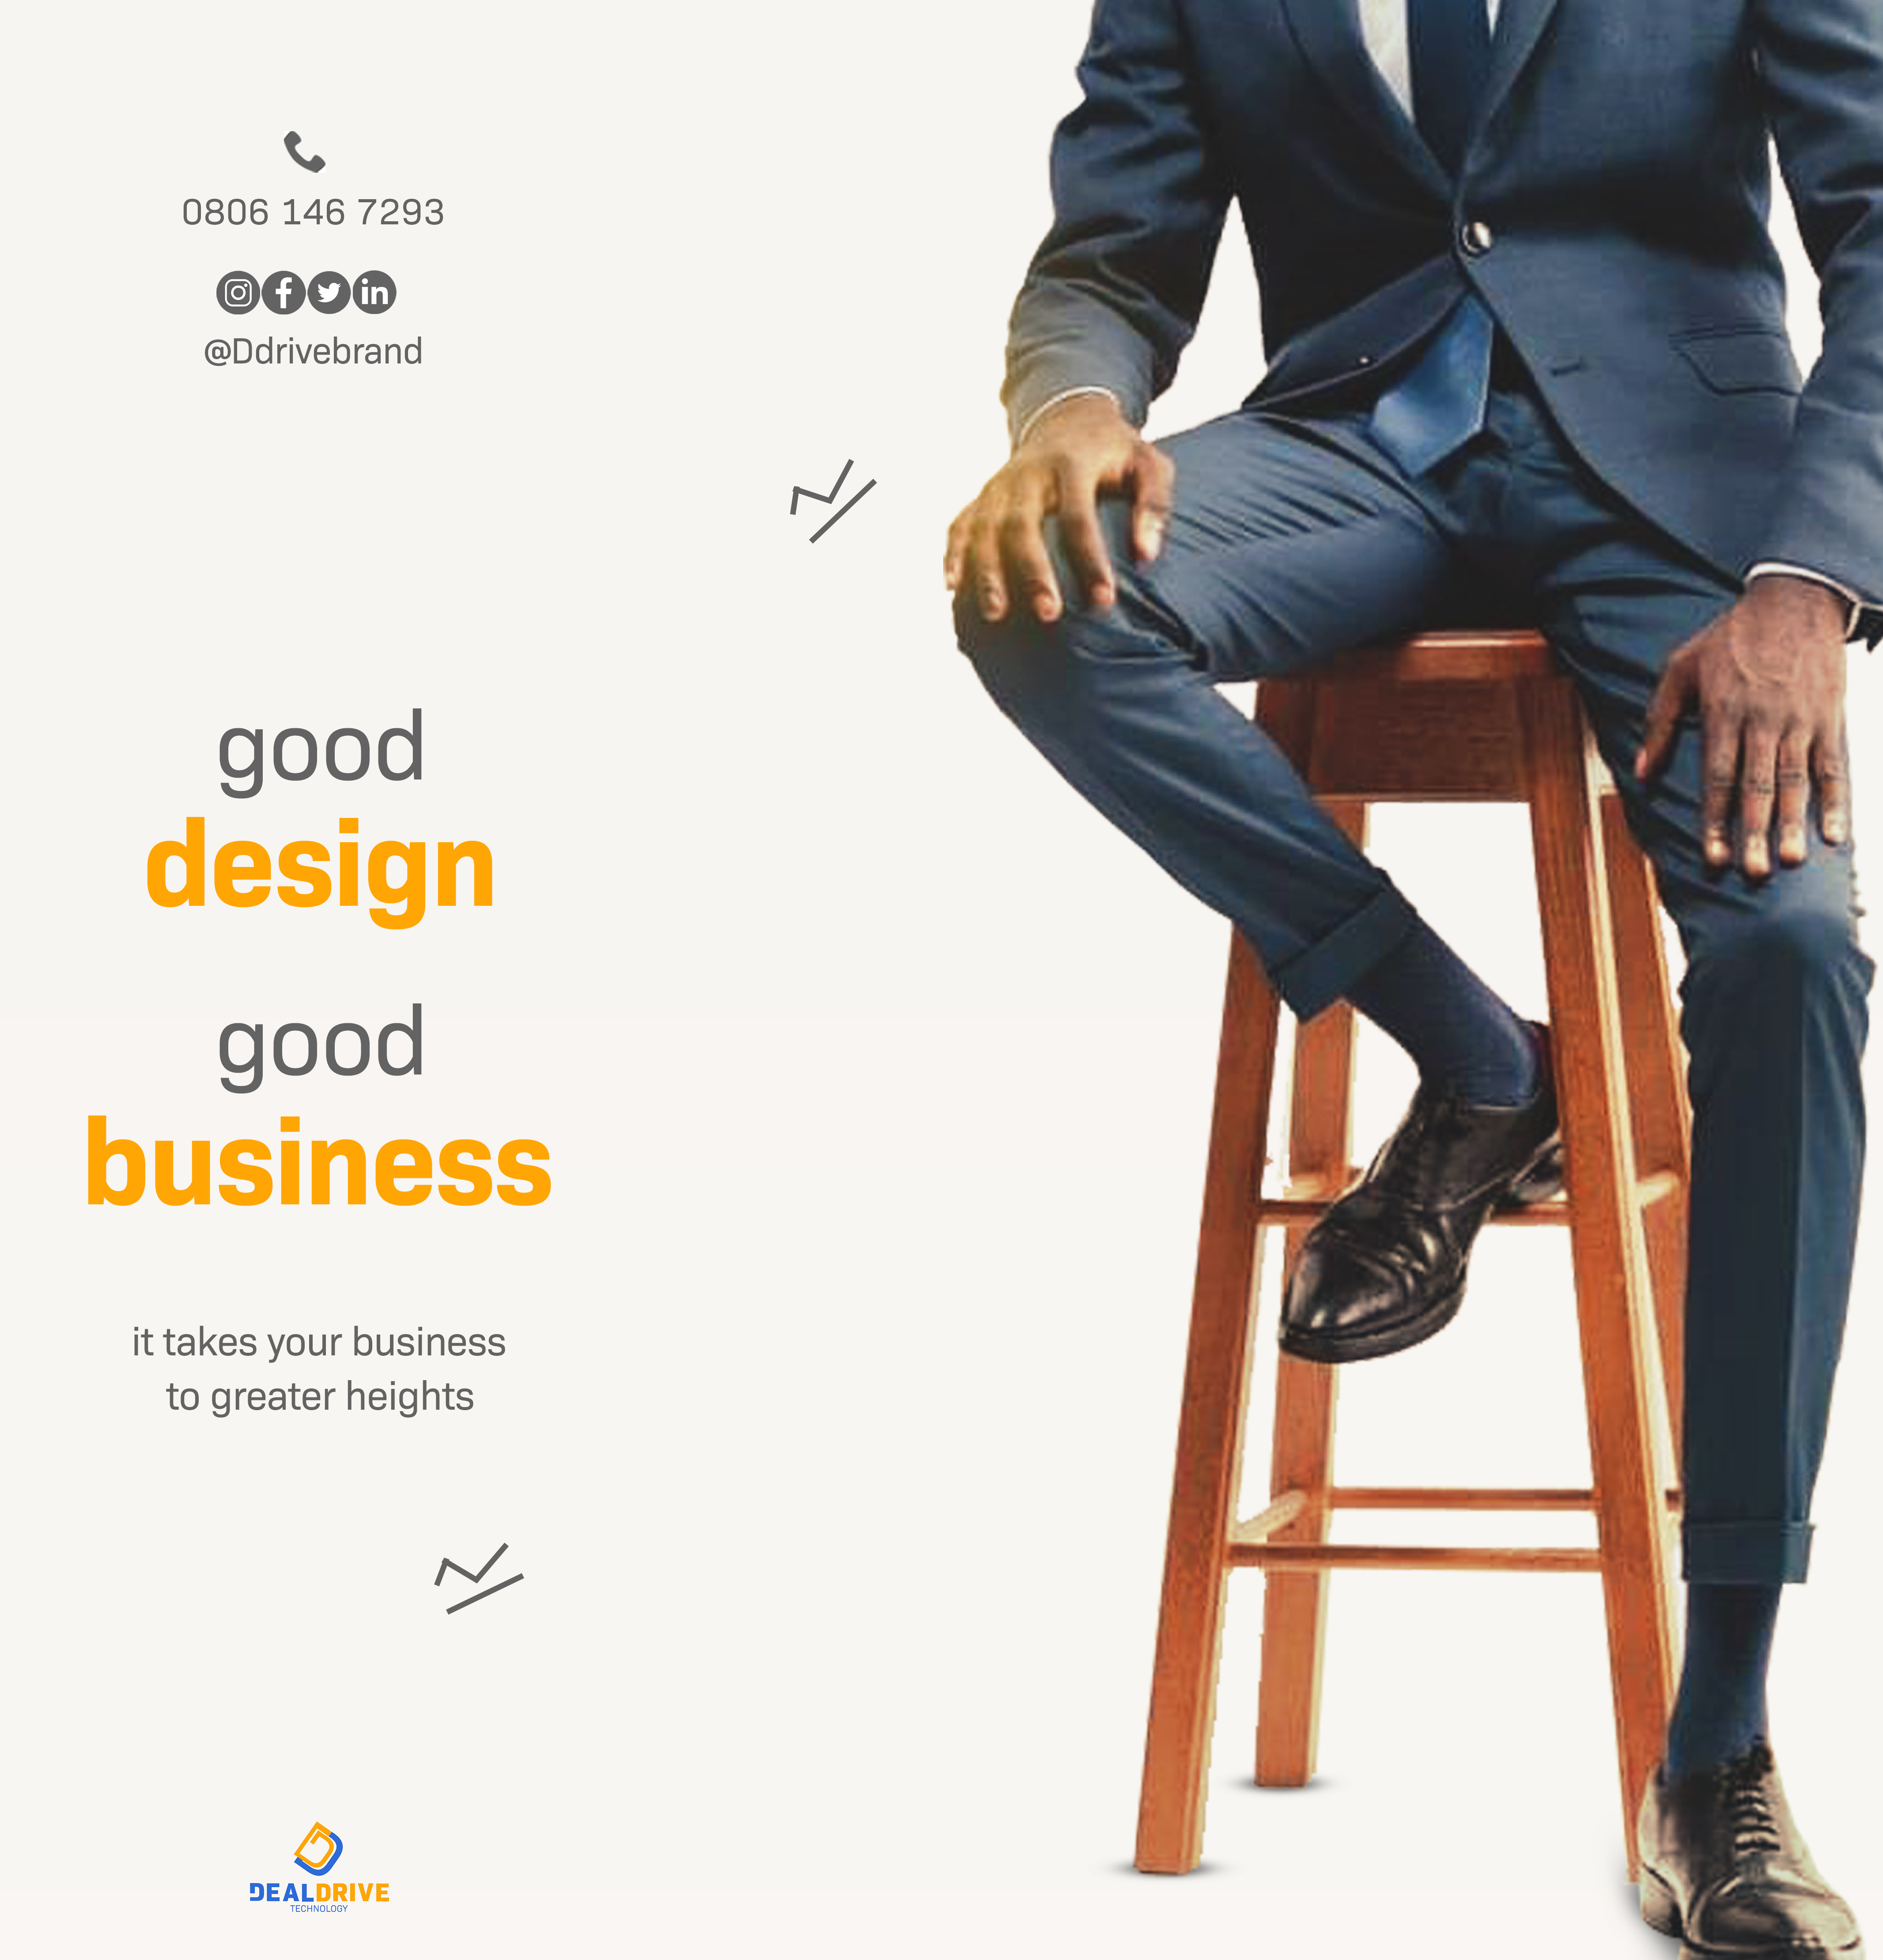 0806 146 7293
@Ddrivebrand
good
design
good
business
it takes your business
to greater heights
DEALDRIVE
TECHNOLOGY